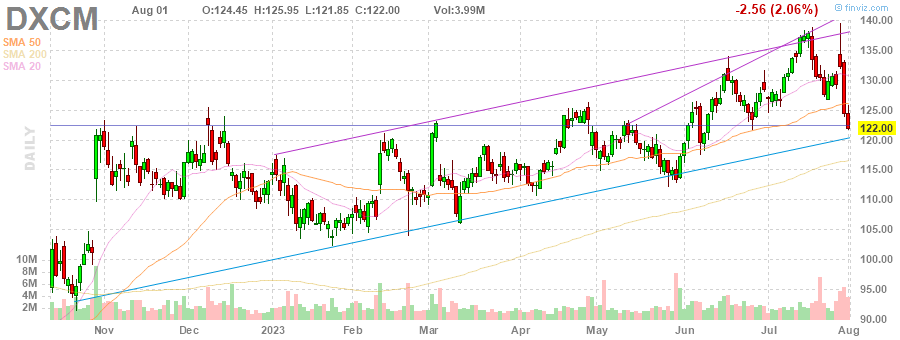 DXCM
Aug 01 O:124.45 H:125.95 L:121.85 C:122.00 Vol:3.99M
-2.56 (2.06%)
© finviz.com
SMA 50
SMA 200
SMA 20
DAILY
140.00
135.00
130.00
125.00
122.00
120.00
115.00
110.00
105.00
100.00
95.00
90.00
10M
8M
6M
4M
2M
Nov Dec 2023 Feb Mar Apr May Jun Jul Aug